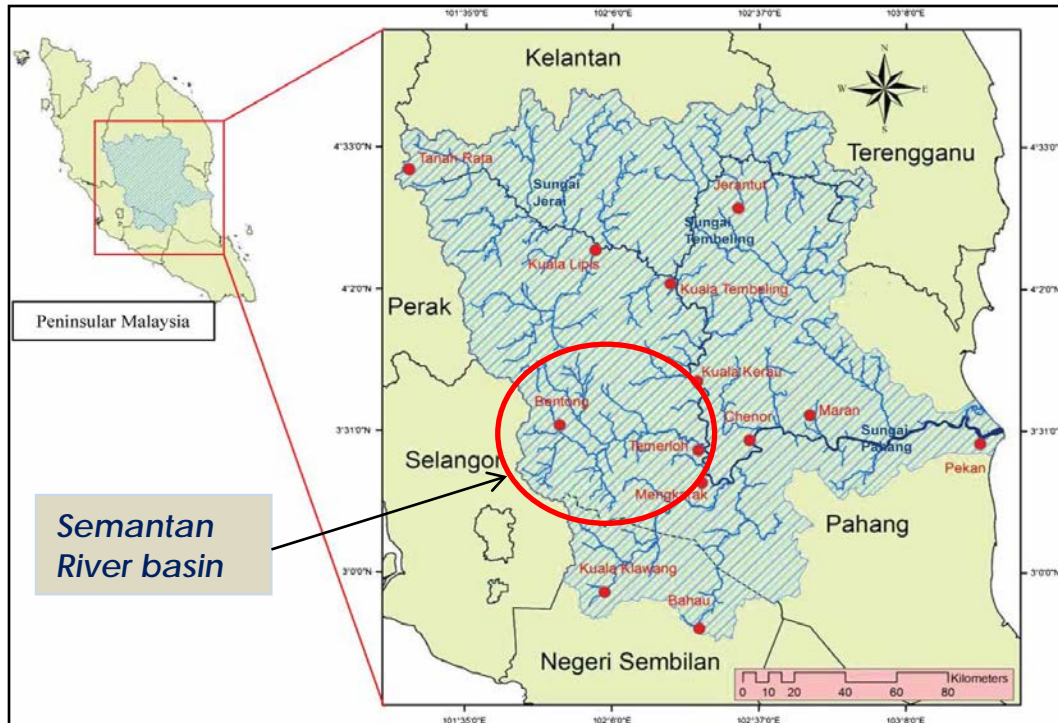 101°35'0"E 102°6'0"E 102°37'0"E 103°8'0"E
Kelantan
N
W E
S
4°33'0"N 4°33'0"N
Terengganu
Tanah Rata
Jerantut
Sungai
Jerai
Sungai
Tembeling
Kuala Lipis
Kuala Tembeling
4°2'0"N 4°2'0"N
Perak
Peninsular Malaysia
Kuala Kerau
Bentong
Chenor
Maran
3°31'0"N 3°31'0"N
Sungai
Pahang
Temerloh
Selangor
Pekan
Mengkarak
Pahang
Semantan
River basin
3°0'0"N 3°0'0"N
Kuala Klawang
Bahau
Negeri Sembilan
Kilometers
0 5 10 20 40 60 80
101°35'0"E 102°6'0"E 102°37'0"E 103°8'0"E